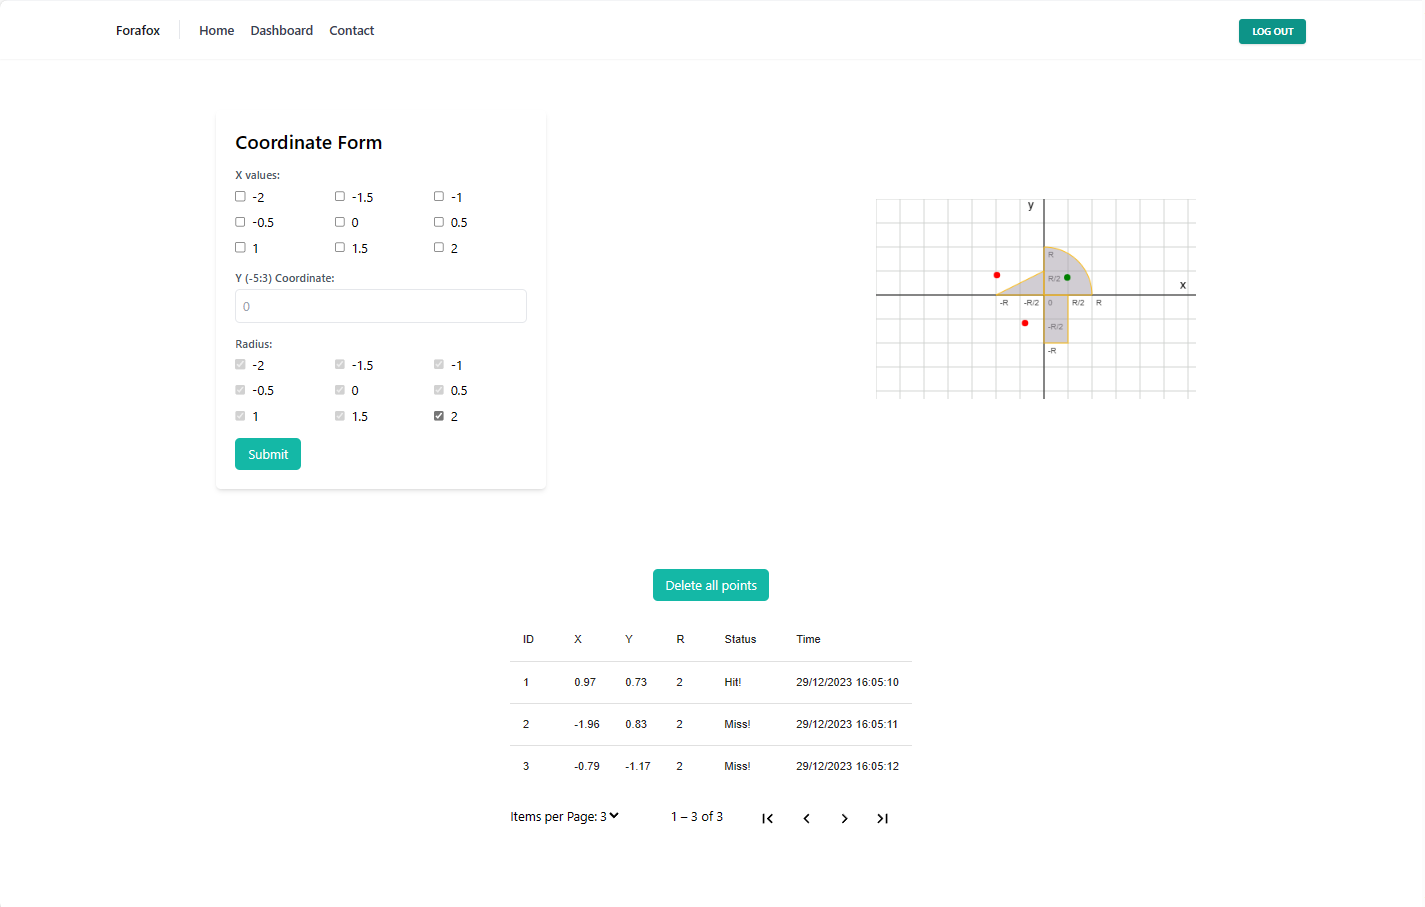 Forafox Home Dashboard Contact LOG OUT
Coordinate Form
X values:
-2 -1.5 -1
-0.5 0 0.5
1 1.5 2
Y (-5:3) Coordinate:
0
Radius:
-2 -1.5 -1
-0.5 0 0.5
1 1.5 2
Submit
y
R
R/2
x
-R -R/2 0 R/2 R
-R/2
-R
Delete all points
ID X Y R Status Time
1 0.97 0.73 2 Hit! 29/12/2023 16:05:10
2 -1.96 0.83 2 Miss! 29/12/2023 16:05:11
3 -0.79 -1.17 2 Miss! 29/12/2023 16:05:12
Items per Page: 3 1 – 3 of 3